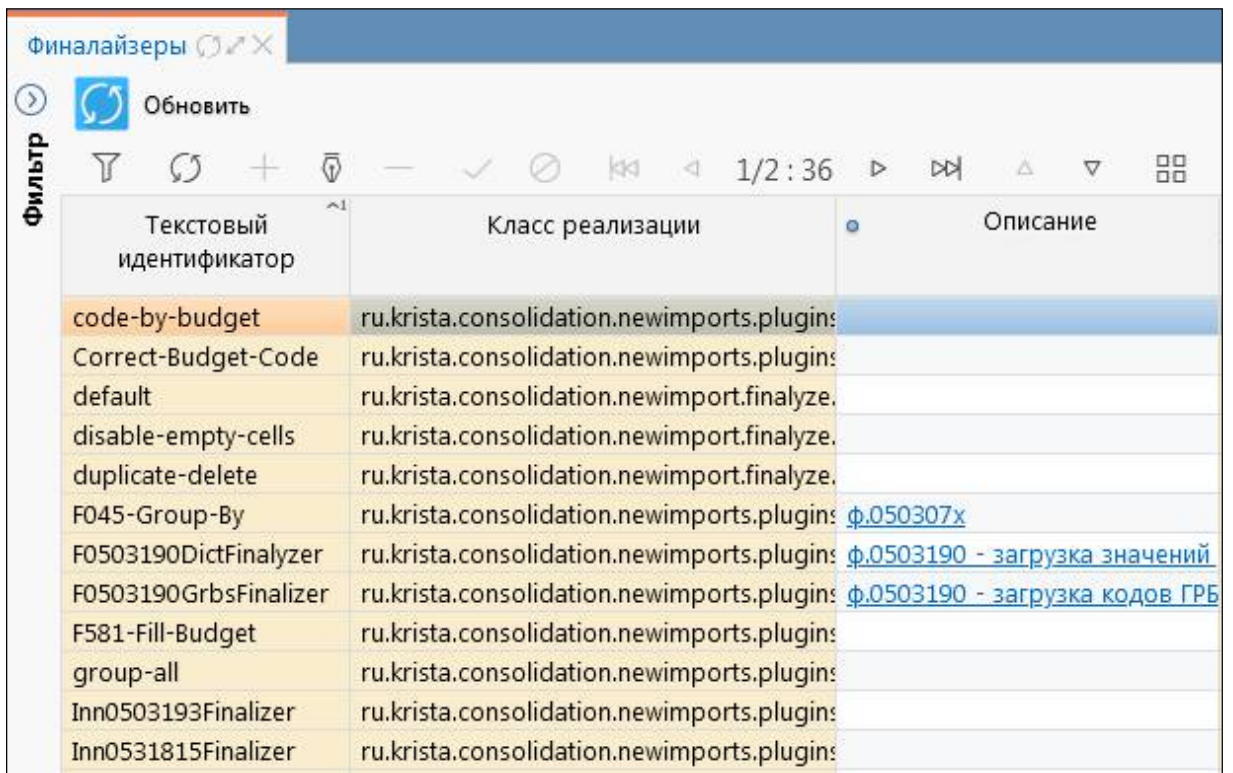 Финалайзеры
Обновить
Фильтр
1/2 : 36
Текстовый идентификатор ^1 Класс реализации Описание
code-by-budget ru.krista.consolidation.newimports.plugins
Correct-Budget-Code ru.krista.consolidation.newimports.plugins
default ru.krista.consolidation.newimport.finalyze.
disable-empty-cells ru.krista.consolidation.newimport.finalyze.
duplicate-delete ru.krista.consolidation.newimport.finalyze.
F045-Group-By ru.krista.consolidation.newimports.plugins ф.050307x
F0503190DictFinalyzer ru.krista.consolidation.newimports.plugins ф.0503190 - загрузка значений
F0503190GrbsFinalizer ru.krista.consolidation.newimports.plugins ф.0503190 - загрузка кодов ГРБ
F581-Fill-Budget ru.krista.consolidation.newimports.plugins
group-all ru.krista.consolidation.newimports.plugins
Inn0503193Finalizer ru.krista.consolidation.newimports.plugins
Inn0531815Finalizer ru.krista.consolidation.newimports.plugins